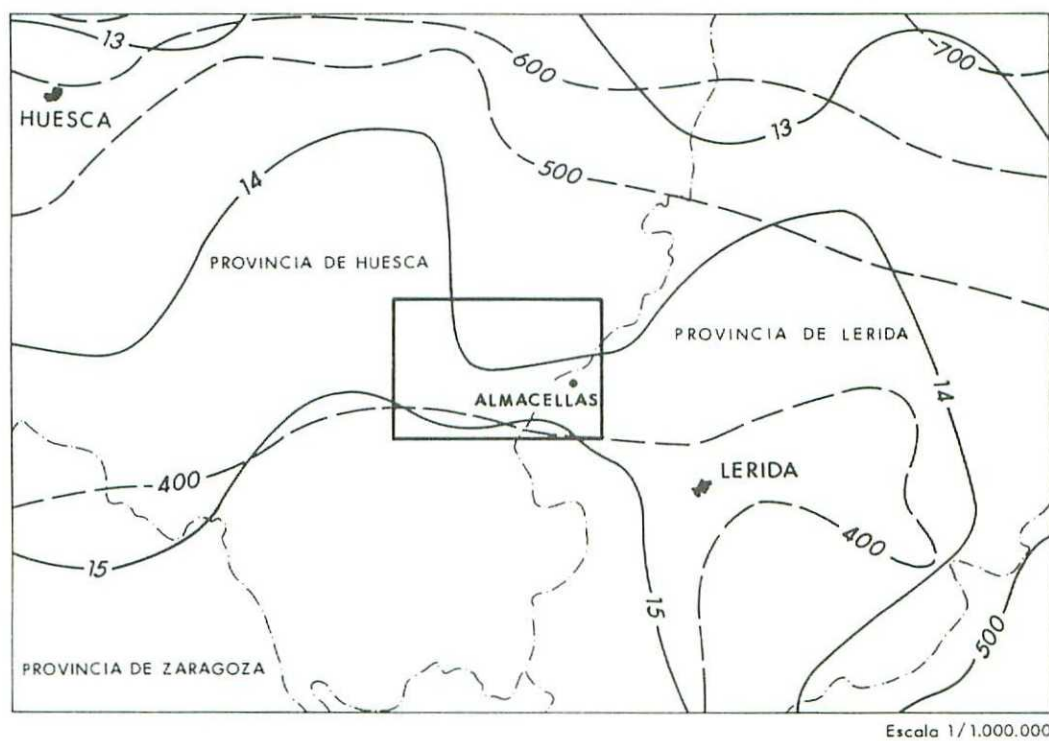 13
600
-700
HUESCA
13
500
14
PROVINCIA DE HUESCA
PROVINCIA DE LERIDA
14
ALMACELLAS
LERIDA
-400
400
15
15
500
PROVINCIA DE ZARAGOZA
Escala 1/1.000.000